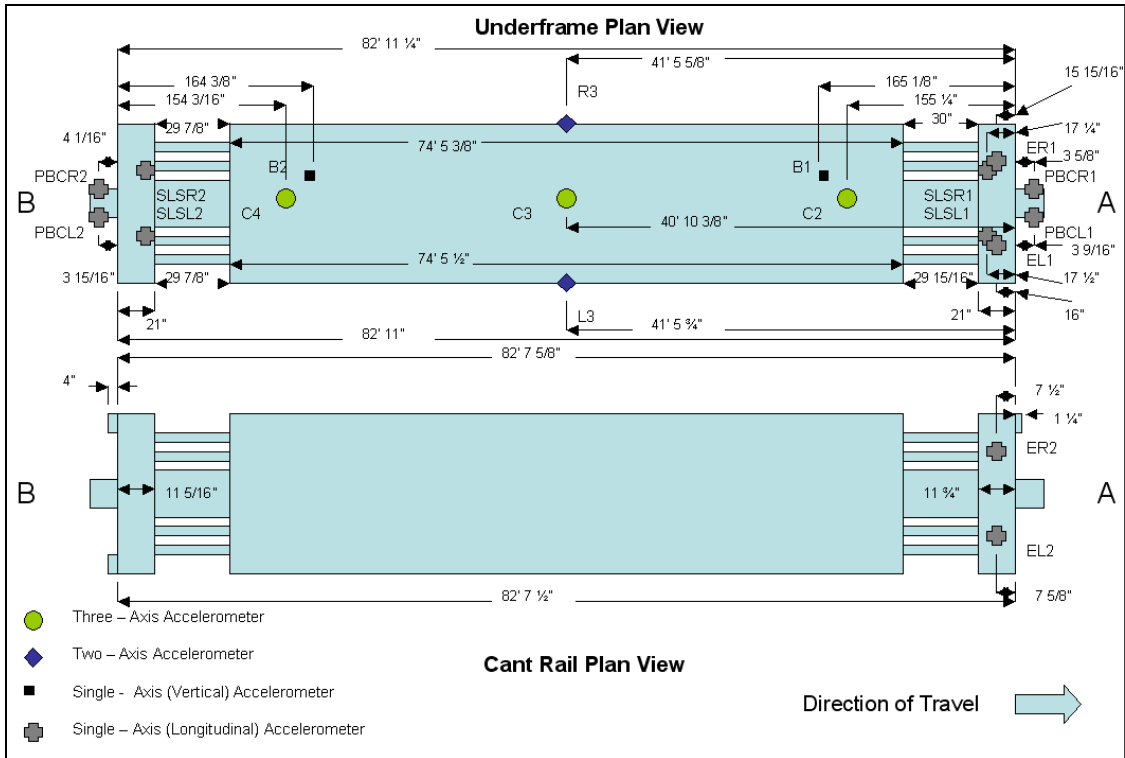 Underframe Plan View
82' 11 ¼"
41' 5 5/8"
15 15/16"
164 3/8"
R3
165 1/8"
154 3/16"
155 ¼"
29 7/8"
30"
17 ¼"
4 1/16"
74' 5 3/8"
ER1
3 5/8"
B2
B1
PBCR2
PBCR1
SLSR2
SLSR1
B
A
SLSL2
SLSL1
C4
C3
C2
PBCL2
40' 10 3/8"
PBCL1
3 9/16"
EL1
74' 5 ½"
3 15/16"
29 7/8"
29 15/16"
17 ½"
21"
L3
21"
16"
41' 5 ¾"
82' 11"
82' 7 5/8"
4"
7 ½"
1 ¼"
ER2
B
11 5/16"
11 ¾"
A
EL2
82' 7 ½"
7 5/8"
Three – Axis Accelerometer
Two – Axis Accelerometer
Cant Rail Plan View
Single - Axis (Vertical) Accelerometer
Direction of Travel
Single – Axis (Longitudinal) Accelerometer